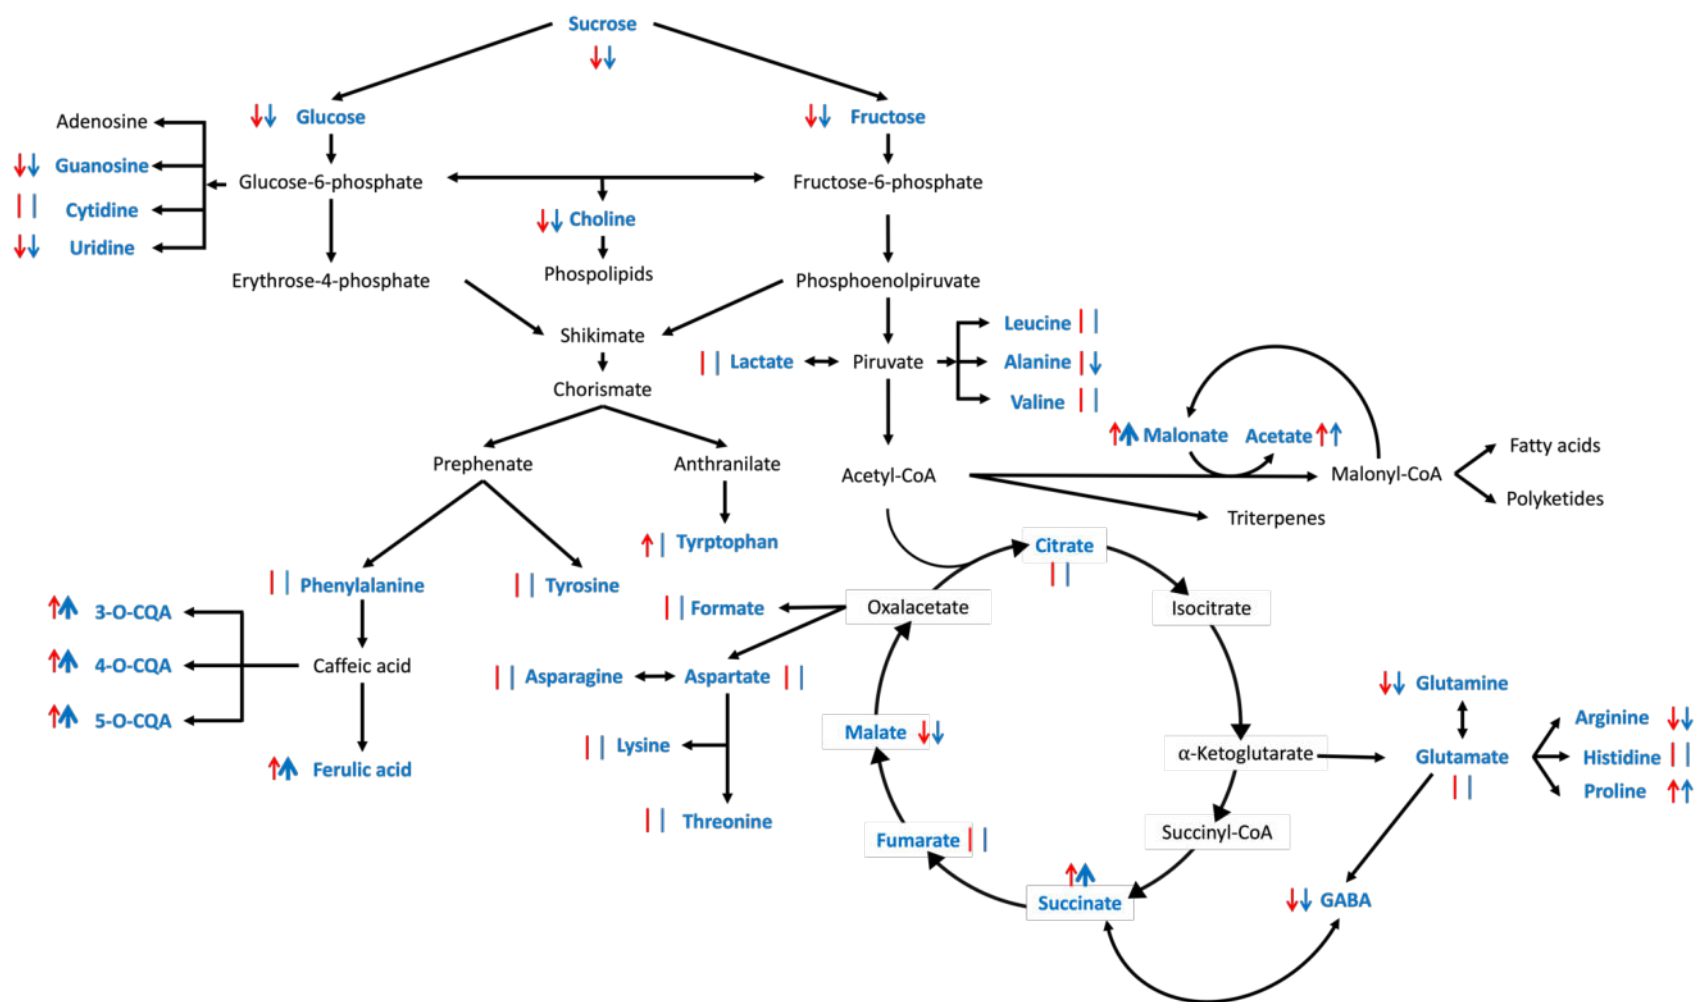 Sucrose
Glucose
Fructose
Adenosine
Guanosine
Glucose-6-phosphate
Fructose-6-phosphate
Cytidine
Choline
Uridine
Phospolipids
Erythrose-4-phosphate
Phosphoenolpiruvate
Shikimate
Leucine
Lactate
Piruvate
Alanine
Chorismate
Valine
Malonate
Acetate
Fatty acids
Prephenate
Anthranilate
Acetyl-CoA
Malonyl-CoA
Polyketides
Triterpenes
Tyrptophan
Citrate
Phenylalanine
Tyrosine
Formate
Oxalacetate
Isocitrate
3-O-CQA
4-O-CQA
Caffeic acid
Asparagine
Aspartate
Glutamine
5-O-CQA
Malate
Arginine
Lysine
α-Ketoglutarate
Glutamate
Histidine
Ferulic acid
Proline
Threonine
Fumarate
Succinyl-CoA
Succinate
GABA